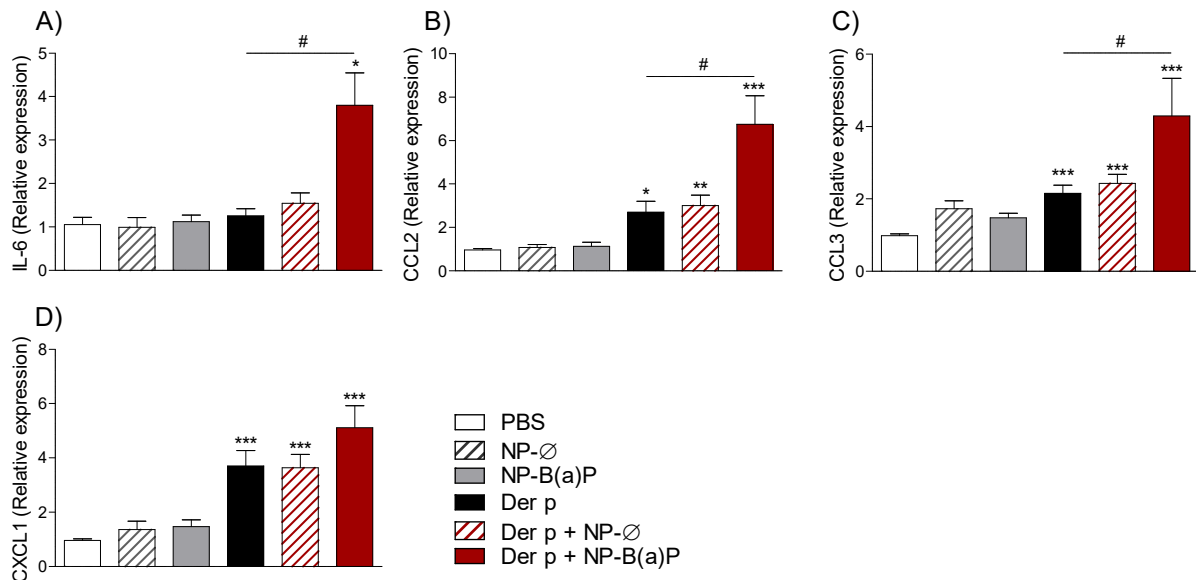 A)
IL-6 (Relative expression)
5
4
3
2
1
0
#
*
B)
CCL2 (Relative expression)
10
8
6
4
2
0
#
*
**
***
C)
CCL3 (Relative expression)
6
4
2
0
#
***
***
***
D)
CXCL1 (Relative expression)
8
6
4
2
0
***
***
***
PBS
NP-∅
NP-B(a)P
Der p
Der p + NP-∅
Der p + NP-B(a)P